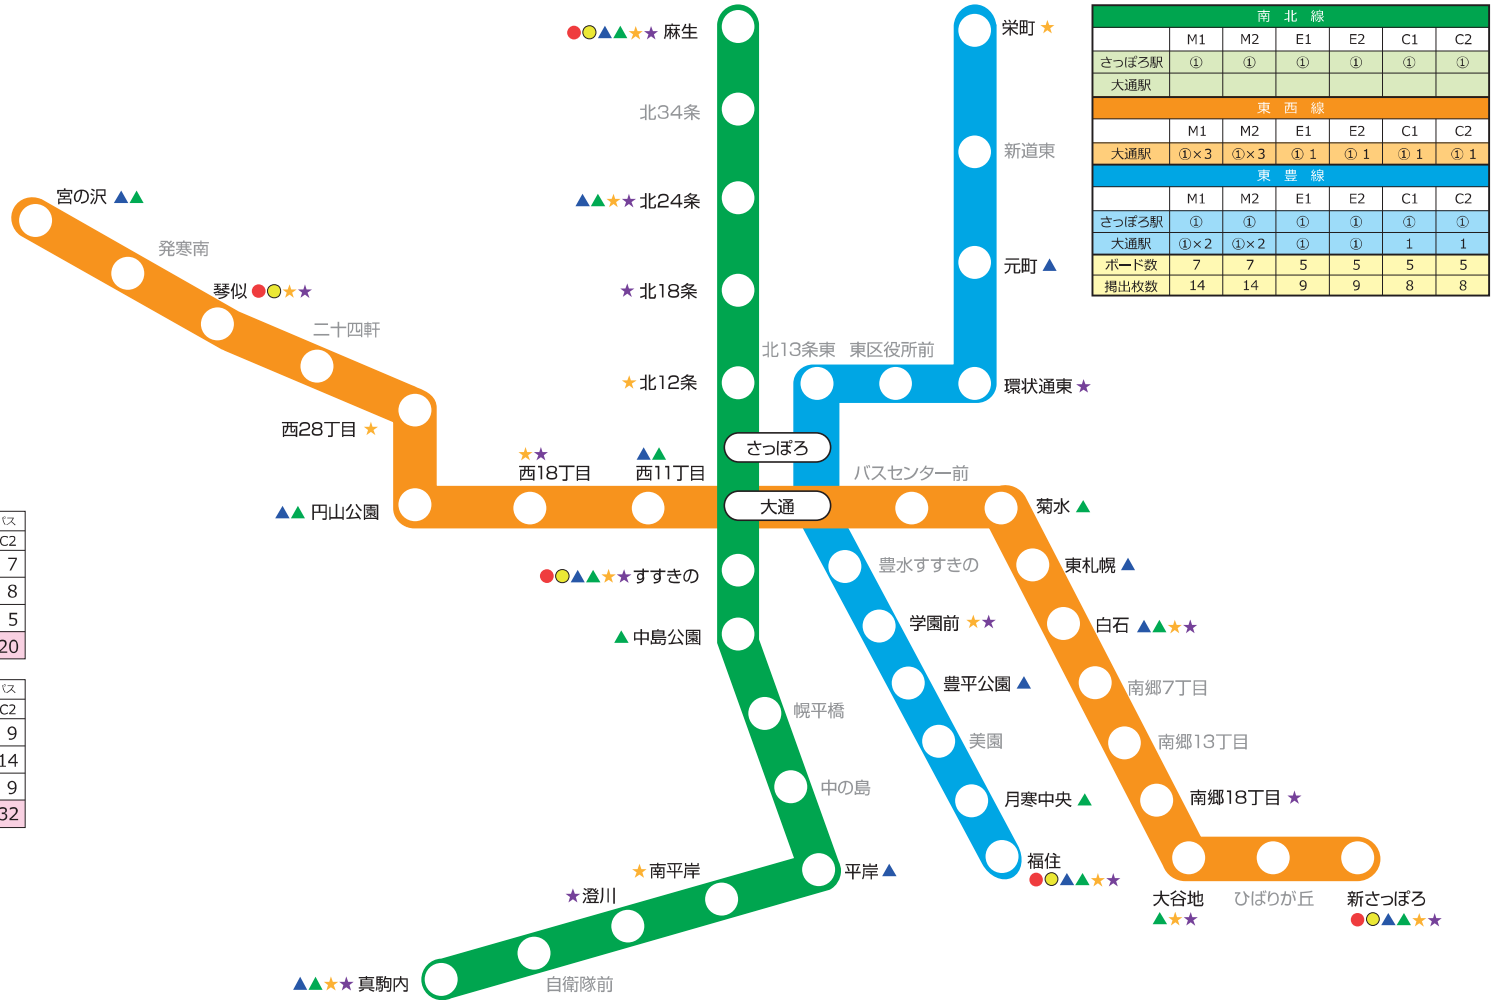 麻生
栄町
北34条
新道東
宮の沢
北24条
発寒南
元町
琴似
北18条
二十四軒
北13条東
東区役所前
北12条
環状通東
西28丁目
さっぽろ
西18丁目
西11丁目
バスセンター前
円山公園
大通
菊水
豊水すすきの
東札幌
すすきの
学園前
白石
中島公園
豊平公園
南郷7丁目
幌平橋
美園
南郷13丁目
中の島
月寒中央
南郷18丁目
南平岸
平岸
福住
澄川
大谷地
ひばりが丘
新さっぽろ
真駒内
自衛隊前
南北線
M1 M2 E1 E2 C1 C2
さっぽろ駅 ① ① ① ① ① ①
大通駅
東西線
M1 M2 E1 E2 C1 C2
大通駅 ①×3 ①×3 ① 1 ① 1 ① 1 ① 1
東豊線
M1 M2 E1 E2 C1 C2
さっぽろ駅 ① ① ① ① ① ①
大通駅 ①×2 ①×2 ① ① 1 1
ボード数 7 7 5 5 5 5
掲出枚数 14 14 9 9 8 8
バス
C2
7
8
5
20
バス
C2
9
14
9
32